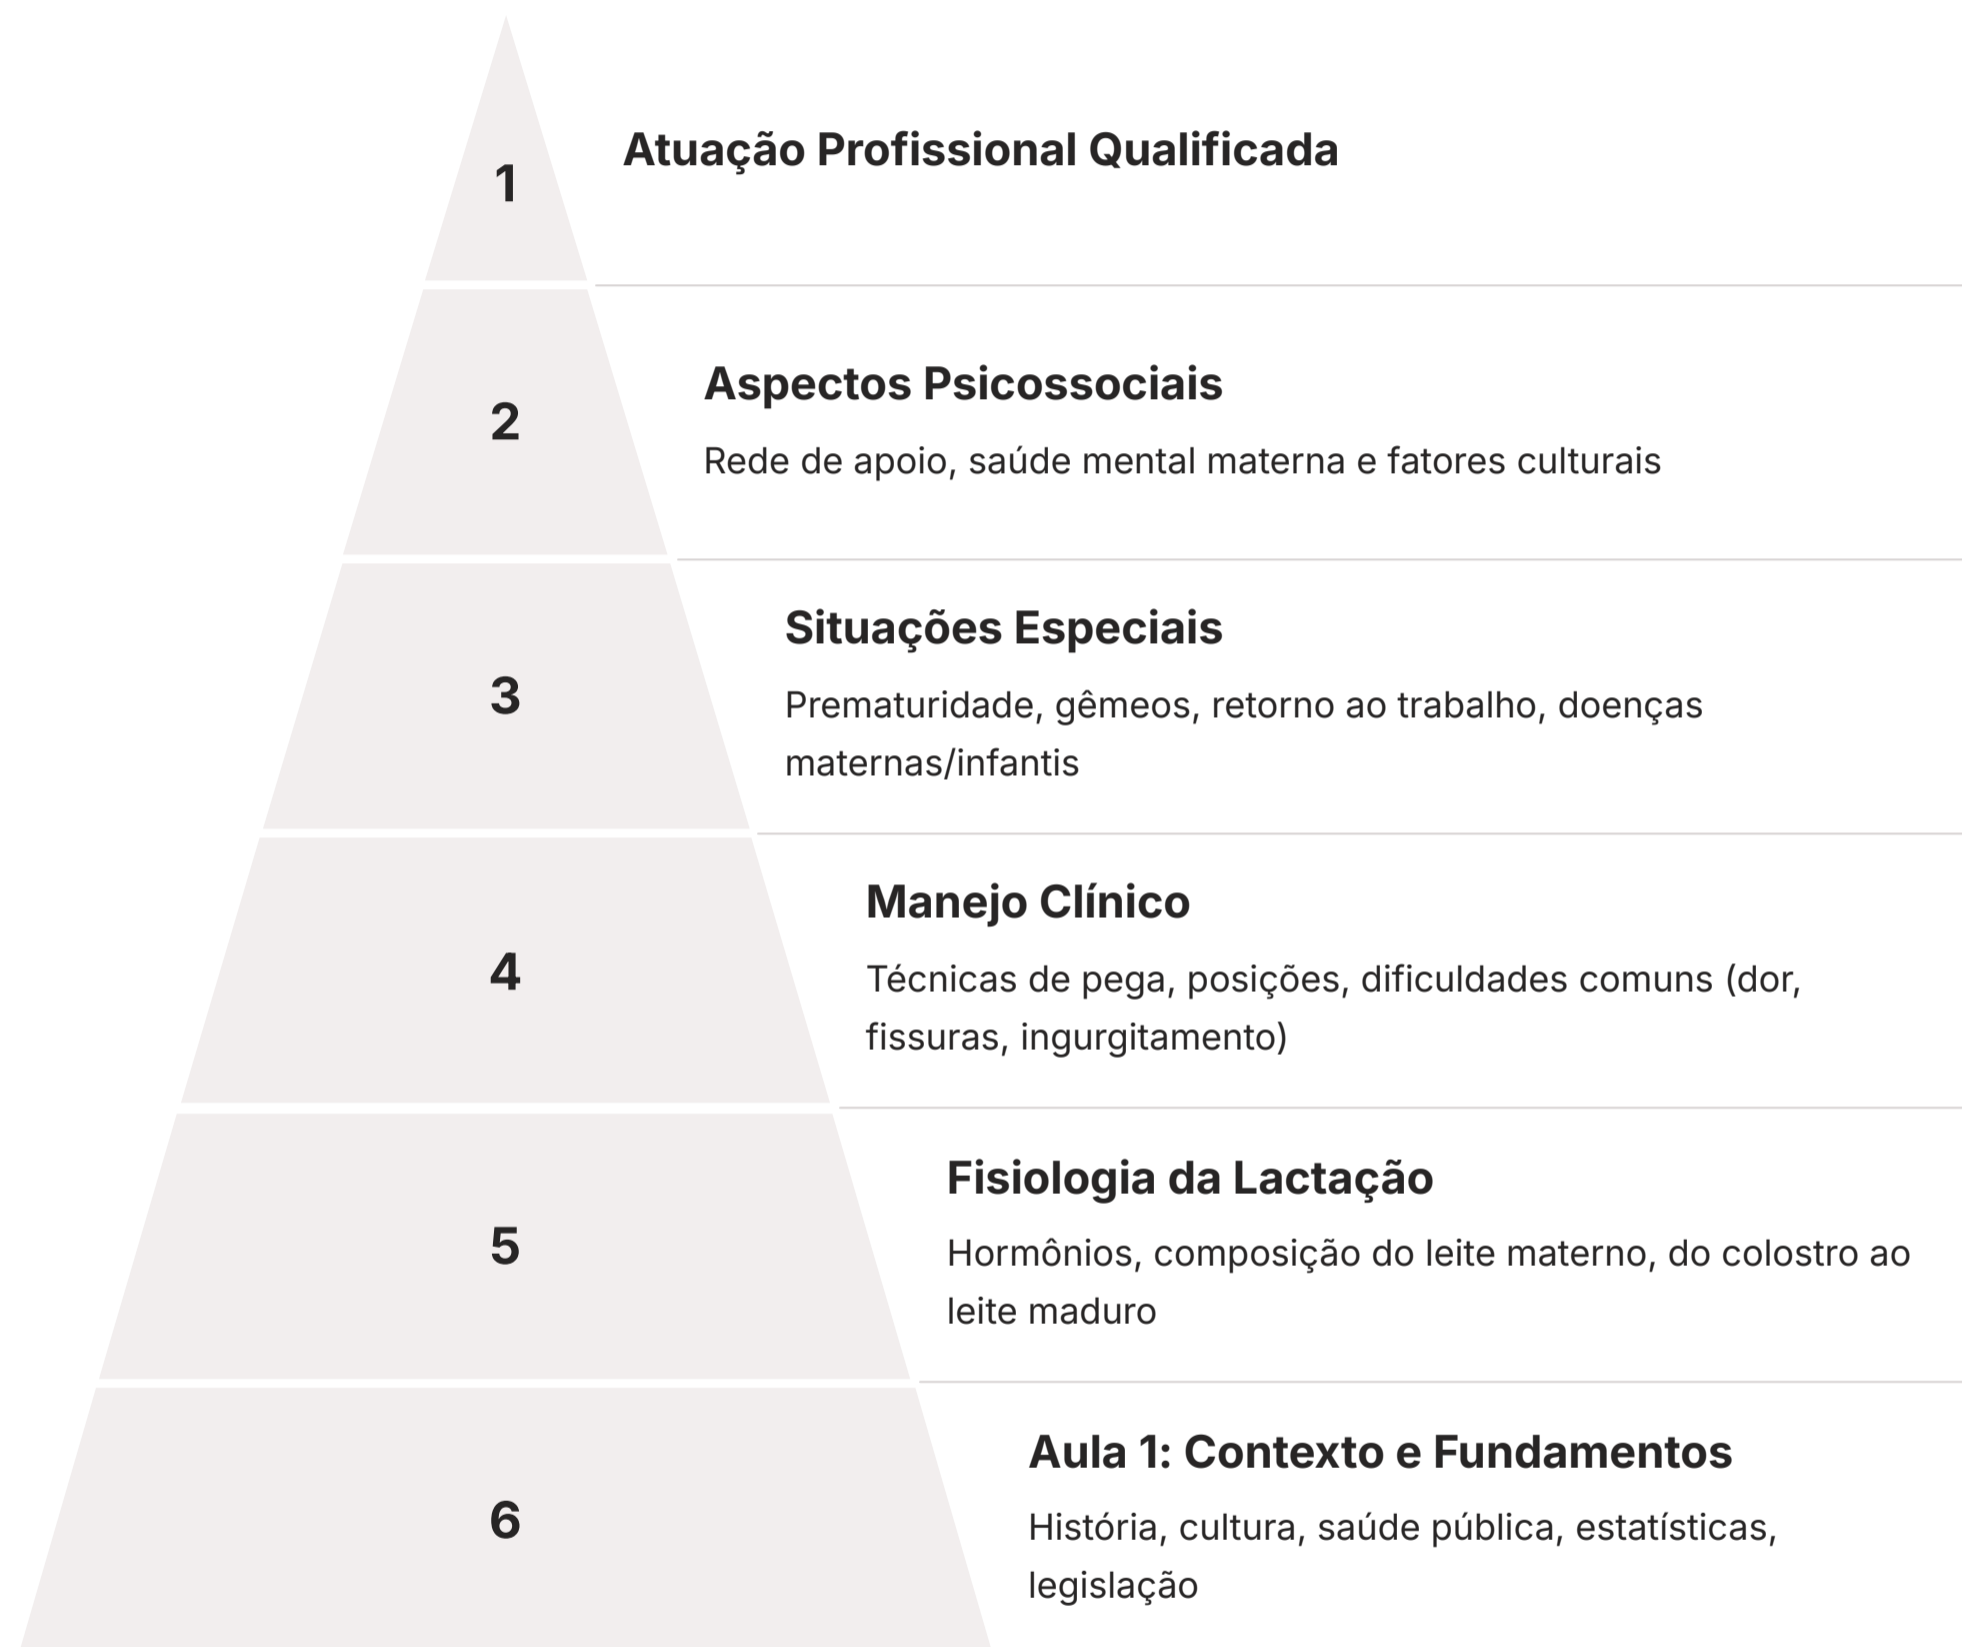 1
Atuação Profissional Qualificada
2
Aspectos Psicossociais
Rede de apoio, saúde mental materna e fatores culturais
3
Situações Especiais
Prematuridade, gêmeos, retorno ao trabalho, doenças
maternas/infantis
4
Manejo Clínico
Técnicas de pega, posições, dificuldades comuns (dor,
fissuras, ingurgitamento)
5
Fisiologia da Lactação
Hormônios, composição do leite materno, do colostro ao
leite maduro
6
Aula 1: Contexto e Fundamentos
História, cultura, saúde pública, estatísticas,
legislação